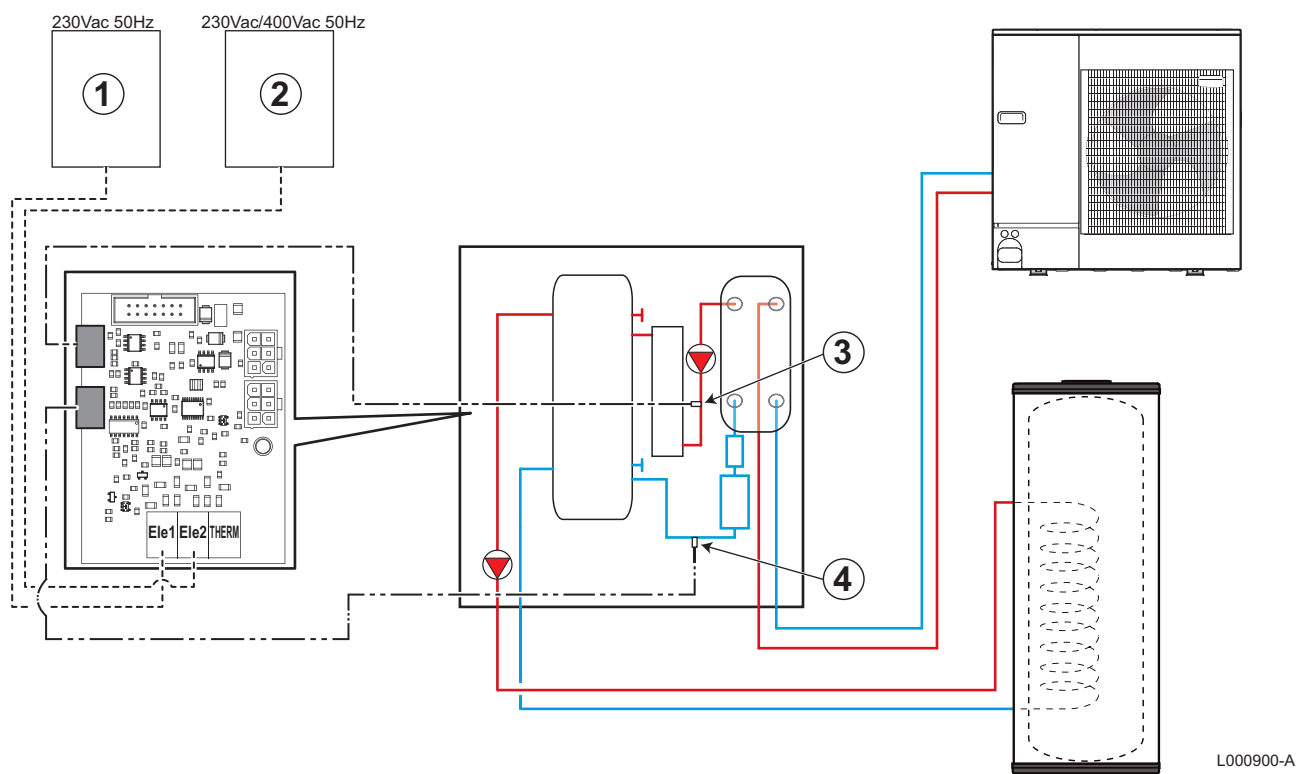 230Vac 50Hz
230Vac/400Vac 50Hz
1
2
3
4
Ele1
Ele2
THERM
L000900-A